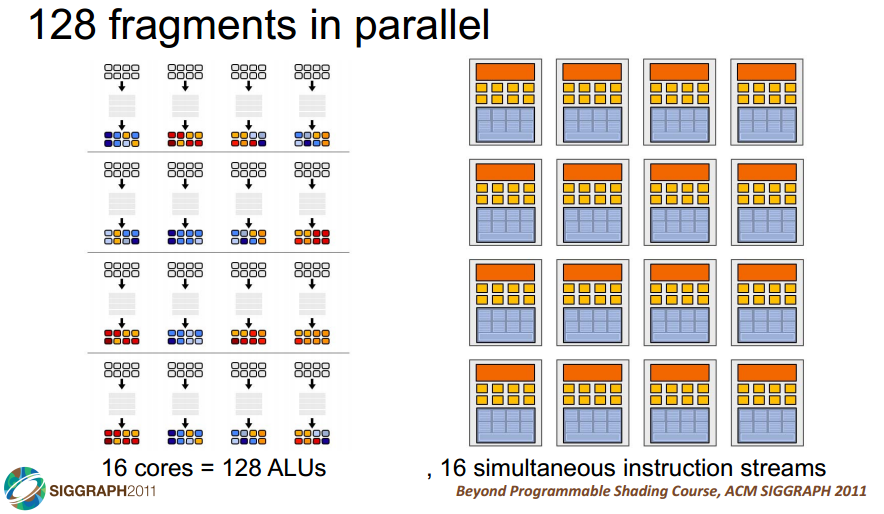 128 fragments in parallel
16 cores = 128 ALUs
, 16 simultaneous instruction streams
SIGGRAPH2011
Beyond Programmable Shading Course, ACM SIGGRAPH 2011